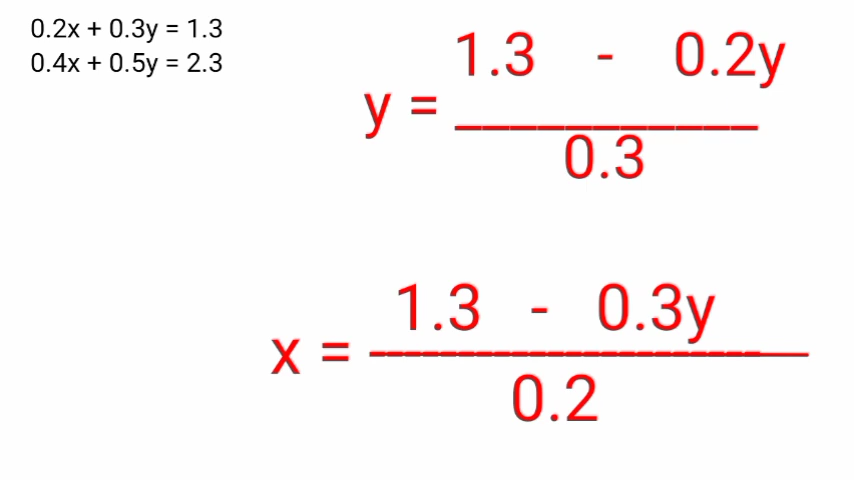 0.2x + 0.3y = 1.3
0.4x + 0.5y = 2.3
1.3 - 0.2y
y = ___________
0.3
1.3 - 0.3y
x = ----------------------
0.2